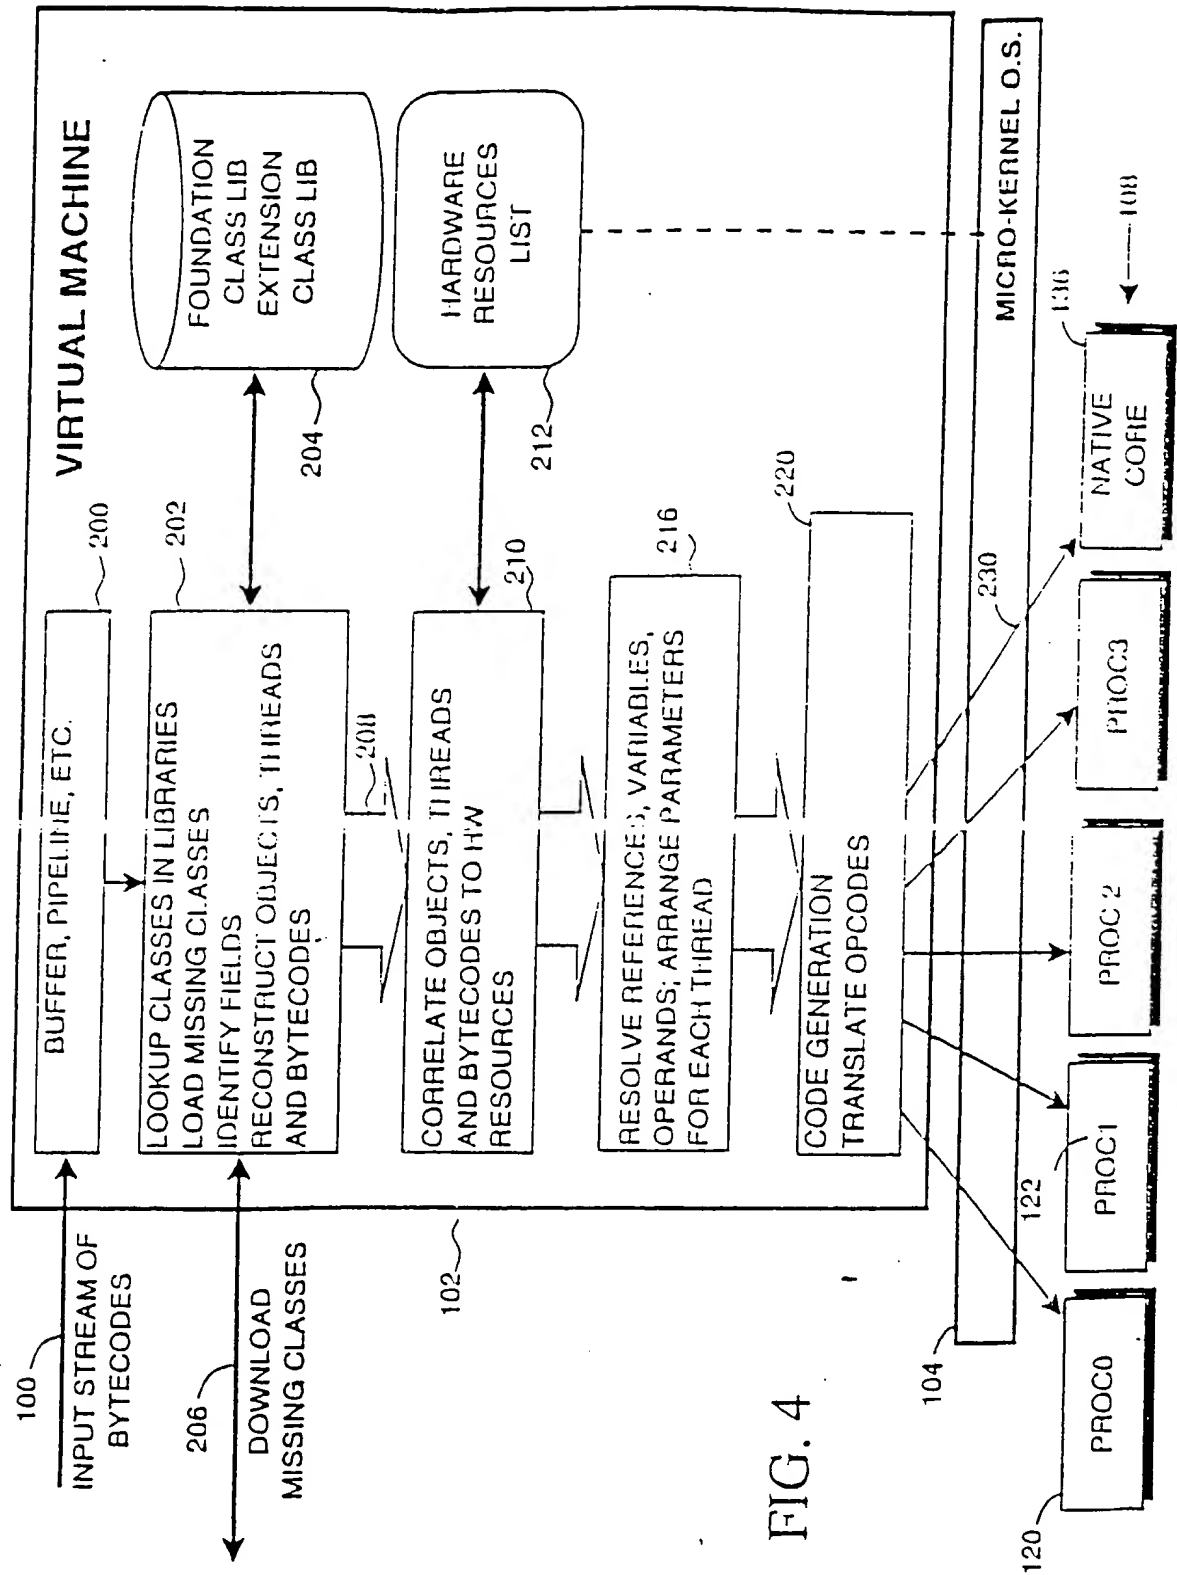 VIRTUAL MACHINE
100
INPUT STREAM OF
BYTECODES
BUFFER, PIPELINE, ETC.
200
206
DOWNLOAD
MISSING CLASSES
LOOKUP CLASSES IN LIBRARIES
LOAD MISSING CLASSES
IDENTIFY FIELDS
RECONSTRUCT OBJECTS, THREADS
AND BYTECODES
202
FOUNDATION
CLASS LIB
EXTENSION
CLASS LIB
204
208
CORRELATE OBJECTS, THREADS
AND BYTECODES TO HW
RESOURCES
210
HARDWARE
RESOURCES
LIST
212
102
RESOLVE REFERENCES, VARIABLES,
OPERANDS; ARRANGE PARAMETERS
FOR EACH THREAD
216
CODE GENERATION
TRANSLATE OPCODES
220
FIG. 4
104
230
MICRO-KERNEL O.S.
120
PROC0
122
PROC1
PROC 2
PROC3
NATIVE
CORE
136
108